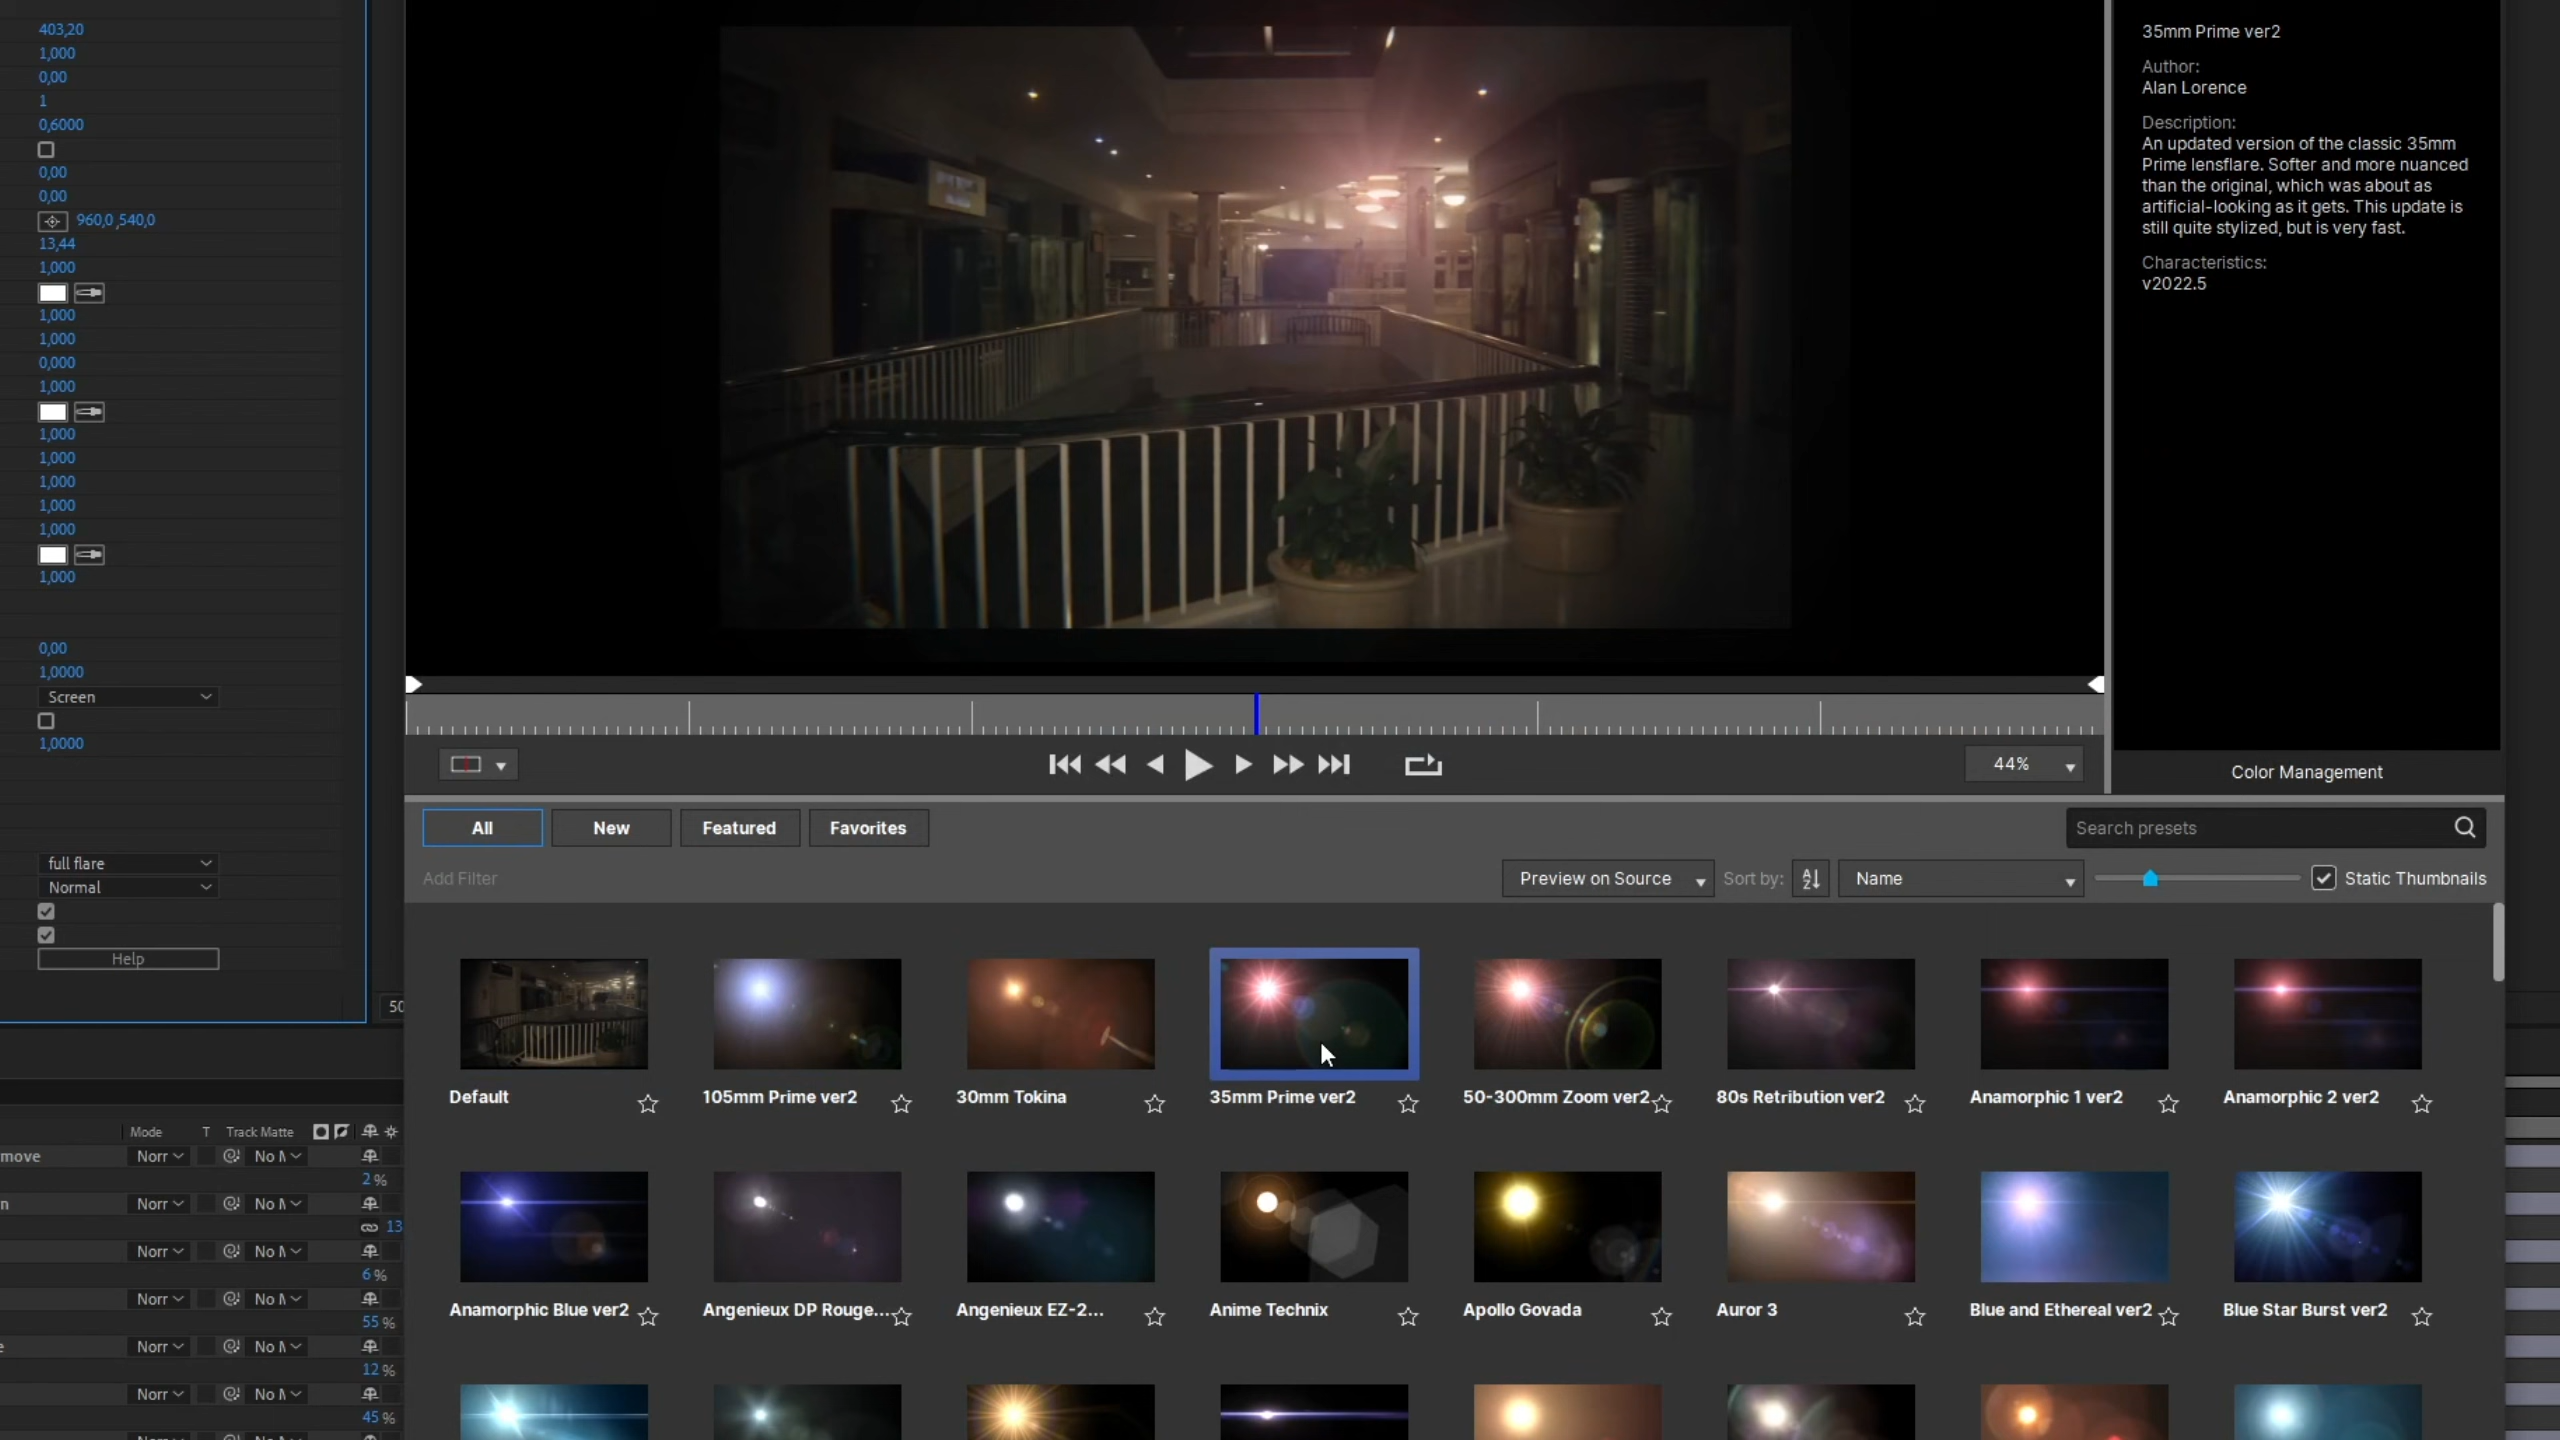 403,20
1,000
0,00
1
0,6000
0,00
0,00
960,0 ,540,0
13,44
1,000
1,000
1,000
0,000
1,000
1,000
1,000
1,000
1,000
1,000
1,000
0,00
1,0000
Screen
1,0000
full flare
Normal
Help
35mm Prime ver2
Author:
Alan Lorence
Description:
An updated version of the classic 35mm
Prime lensflare. Softer and more nuanced
than the original, which was about as
artificial-looking as it gets. This update is
still quite stylized, but is very fast.
Characteristics:
v2022.5
44%
Color Management
All New Featured Favorites
Search presets
Add Filter
Preview on Source Sort by: Name Static Thumbnails
50
Default 105mm Prime ver2 30mm Tokina 35mm Prime ver2 50-300mm Zoom ver2 80s Retribution ver2 Anamorphic 1 ver2 Anamorphic 2 ver2
Anamorphic Blue ver2 Angenieux DP Rouge... Angenieux EZ-2... Anime Technix Apollo Govada Auror 3 Blue and Ethereal ver2 Blue Star Burst ver2
Mode T Track Matte
move Norr No M
2 %
n Norr No M
13
Norr No M
6 %
Norr No M
55 %
e Norr No M
12 %
Norr No M
45 %